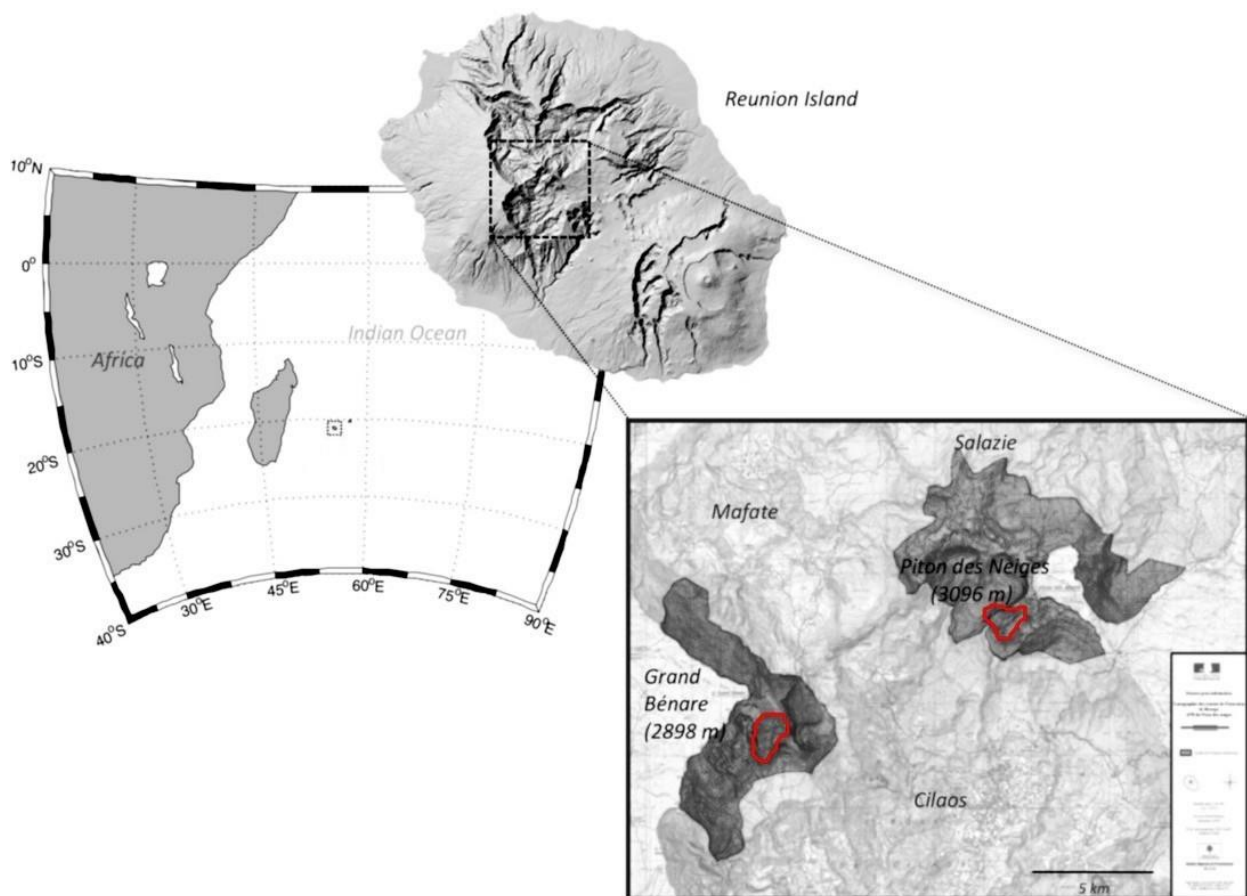 Reunion Island
10°N
0°
10°S
20°S
30°S
40°S
30°E
45°E
60°E
75°E
90°E
Africa
Indian Ocean
Salazie
Mafate
Piton des Nèiges
(3096 m)
Grand
Bénare
(2898 m)
Cilaos
5 km